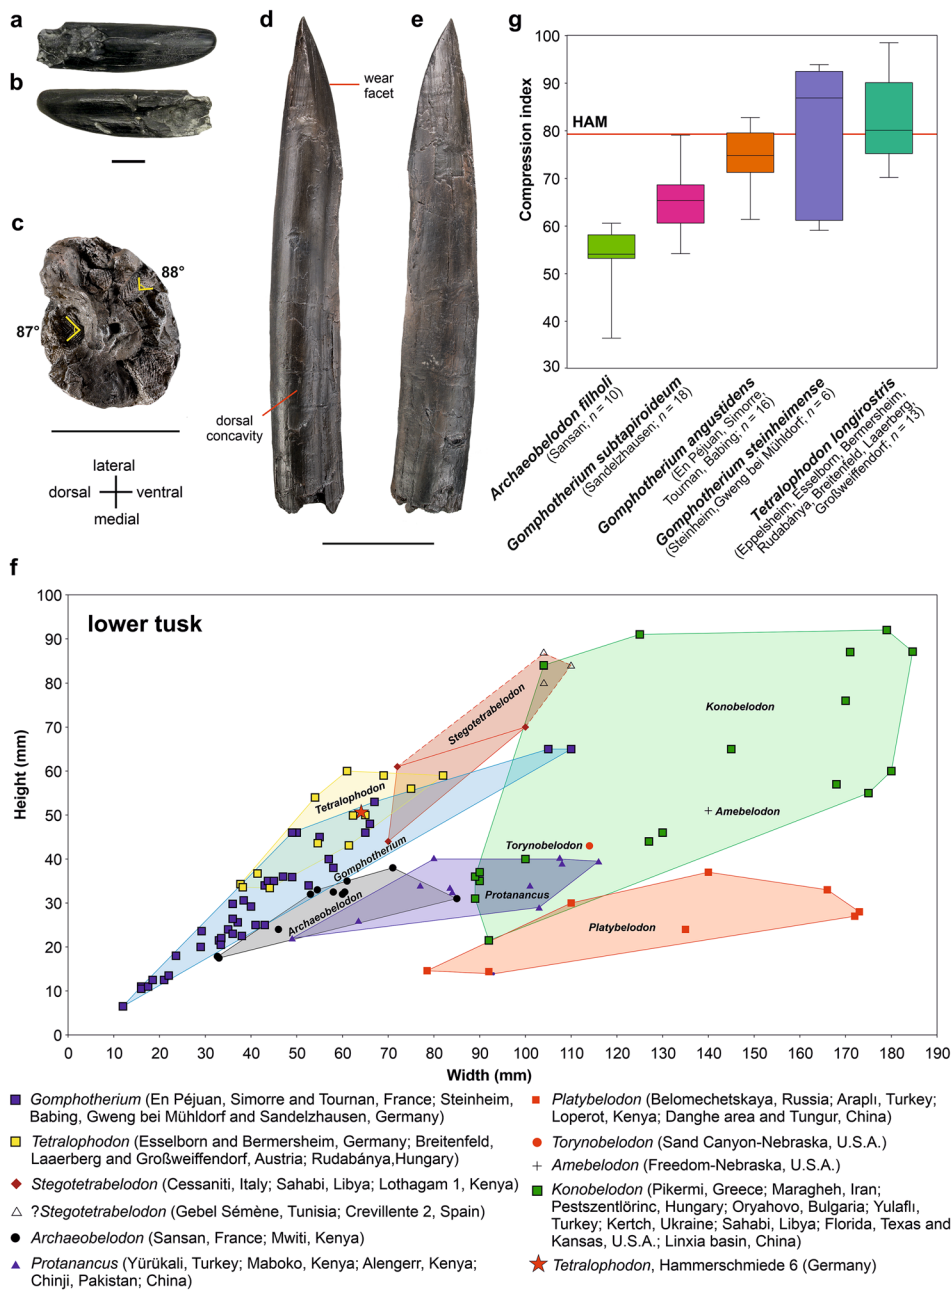 a
b
c
88°
87°
lateral
dorsal
ventral
medial
d
e
wear
facet
dorsal
concavity
g
Compression index
100
90
80
70
60
50
40
30
HAM
Archaeobelodon filholi
(Sansan; n = 10)
Gomphotherium subtapiroideum
(Sandelzhausen; n = 18)
Gomphotherium angustidens
(En Péjuan, Simorre,
Tournan, Babing; n = 16)
Gomphotherium steinheimense
(Steinheim,Gweng bei Mühldorf; n = 6)
Tetralophodon longirostris
(Eppelsheim, Esselborn, Bermersheim,
Rudabánya, Breitenfeld, Laaerberg,
Großweiffendorf; n = 13)
f
lower tusk
Height (mm)
100
90
80
70
60
50
40
30
20
10
0
Stegotetrabelodon
Konobelodon
Tetralophodon
Amebelodon
Gomphotherium
Torynobelodon
Protanancus
Archaeobelodon
Platybelodon
0 10 20 30 40 50 60 70 80 90 100 110 120 130 140 150 160 170 180 190
Width (mm)
Gomphotherium (En Péjuan, Simorre and Tournan, France; Steinheim,
Babing, Gweng bei Mühldorf and Sandelzhausen, Germany)
Tetralophodon (Esselborn and Bermersheim, Germany; Breitenfeld,
Laaerberg and Großweiffendorf, Austria; Rudabánya,Hungary)
Stegotetrabelodon (Cessaniti, Italy; Sahabi, Libya; Lothagam 1, Kenya)
?Stegotetrabelodon (Gebel Sémène, Tunisia; Crevillente 2, Spain)
Archaeobelodon (Sansan, France; Mwiti, Kenya)
Protanancus (Yürükali, Turkey; Maboko, Kenya; Alengerr, Kenya;
Chinji, Pakistan; China)
Platybelodon (Belomechetskaya, Russia; Araplı, Turkey;
Loperot, Kenya; Danghe area and Tungur, China)
Torynobelodon (Sand Canyon-Nebraska, U.S.A.)
Amebelodon (Freedom-Nebraska, U.S.A.)
Konobelodon (Pikermi, Greece; Maragheh, Iran;
Pestszentlörinc, Hungary; Oryahovo, Bulgaria; Yulaflı,
Turkey; Kertch, Ukraine; Sahabi, Libya; Florida, Texas and
Kansas, U.S.A.; Linxia basin, China)
Tetralophodon, Hammerschmiede 6 (Germany)